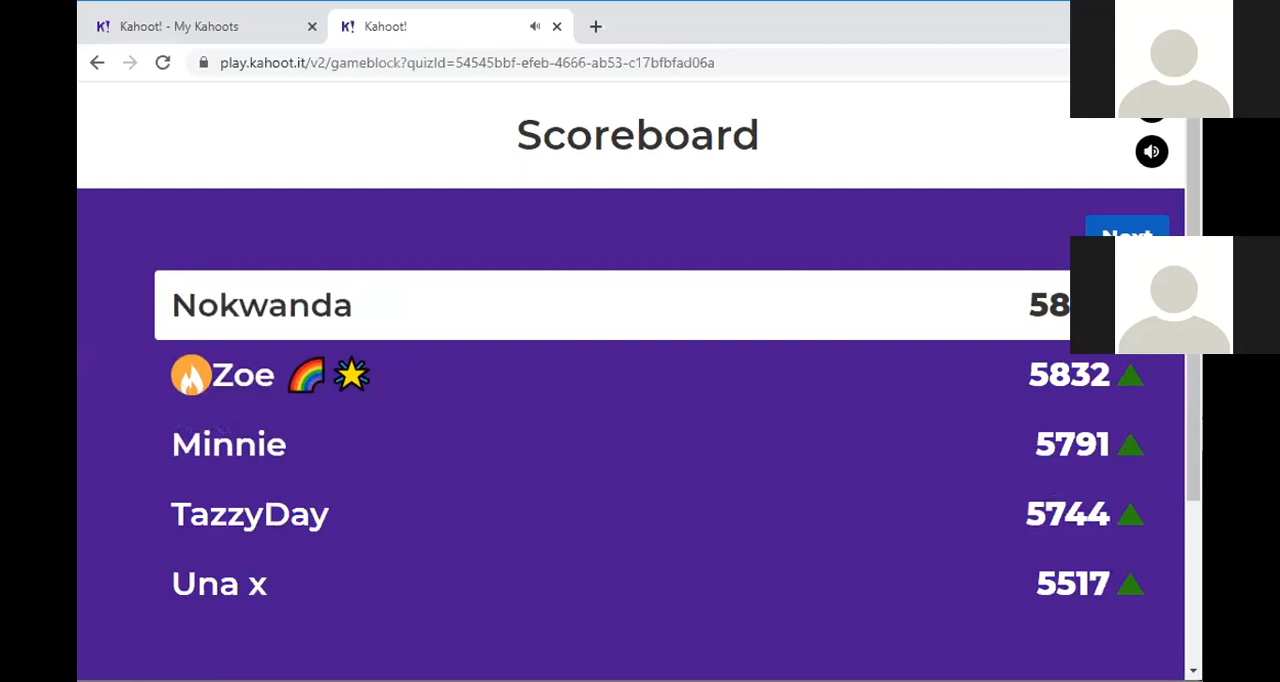 K! Kahoot! - My Kahoots
K! Kahoot!
play.kahoot.it/v2/gameblock?quizId=54545bbf-efeb-4666-ab53-c17bfbfad06a
Scoreboard
Next
Nokwanda
Zoe 🌈 🌟 5832
Minnie 5791
TazzyDay 5744
Una x 5517